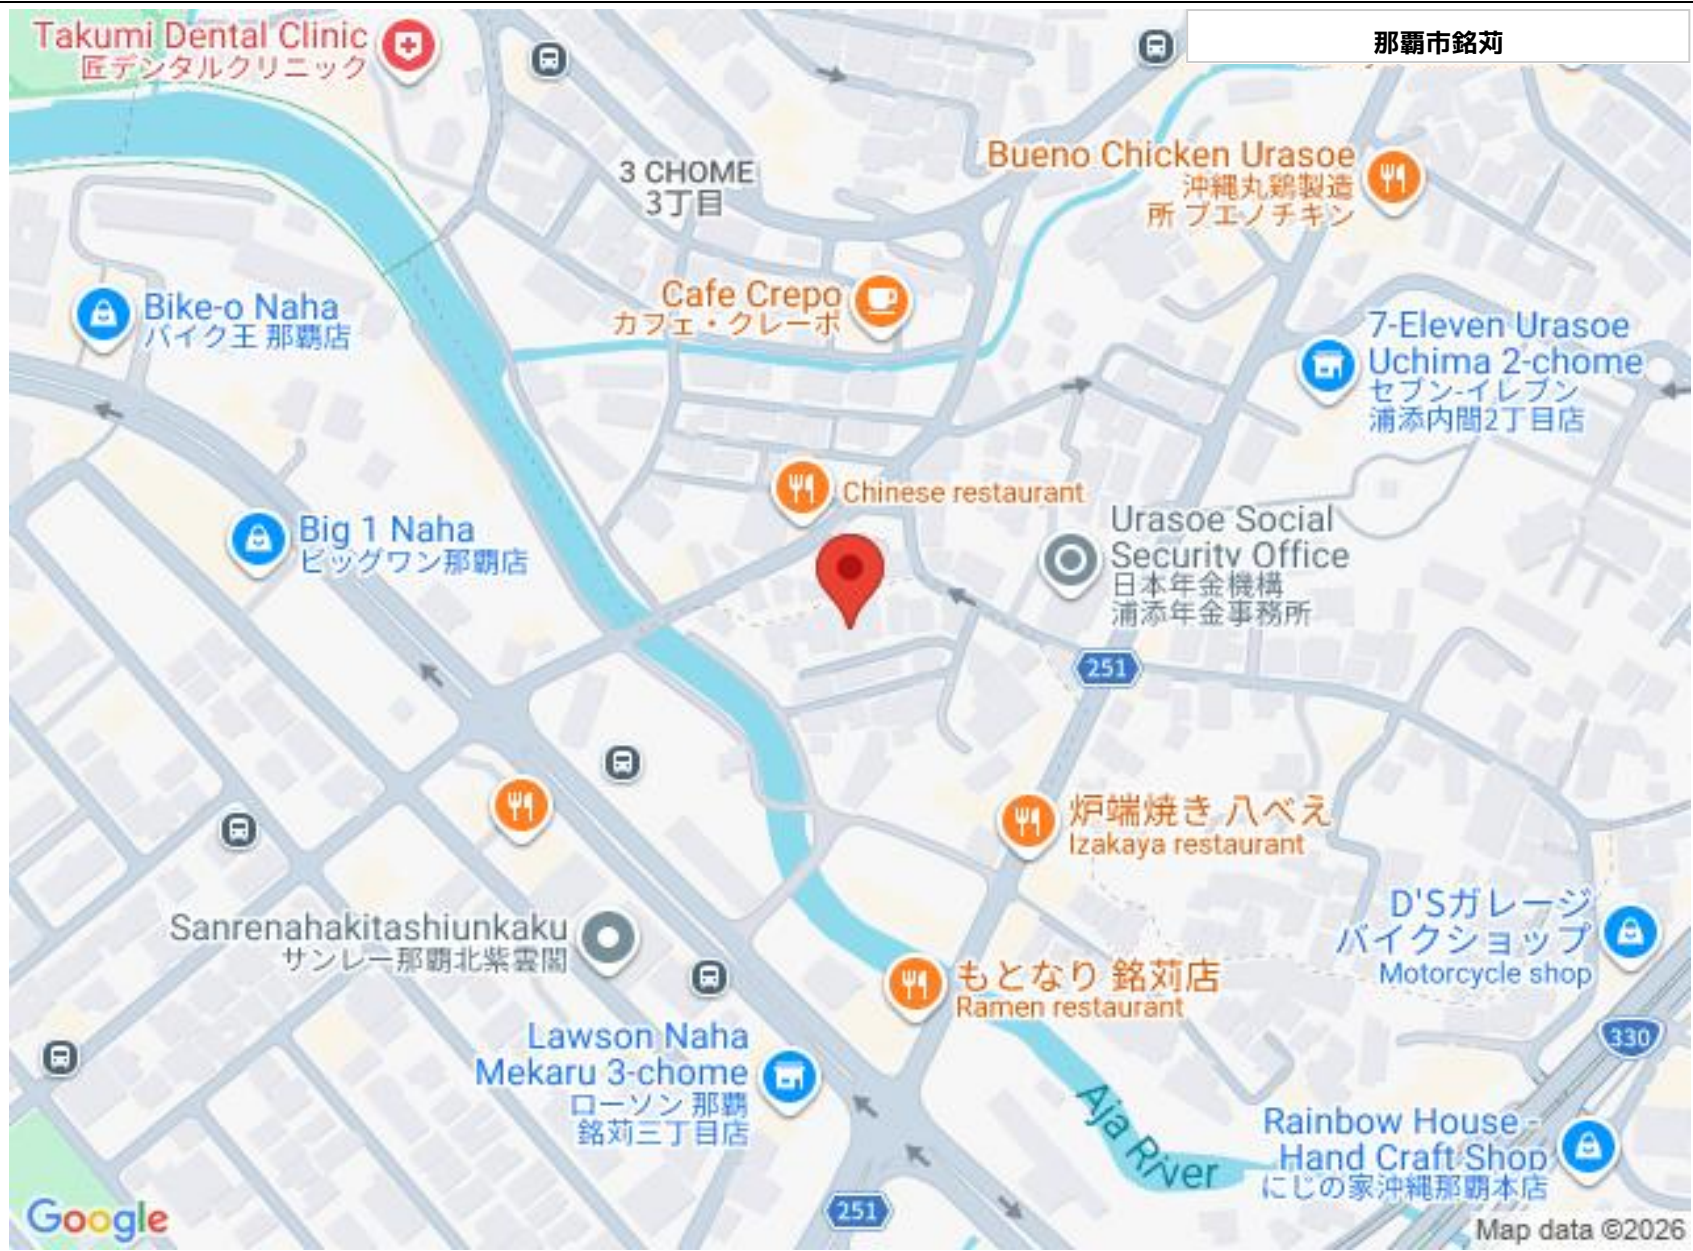 Takumi Dental Clinic
匠デンタルクリニック
那覇市銘苅
3 CHOME
3丁目
Bueno Chicken Urasoe
沖縄丸鶏製造
所 ブエノチキン
Bike-o Naha
バイク王 那覇店
Cafe Crepo
カフェ・クレーポ
7-Eleven Urasoe
Uchima 2-chome
セブン-イレブン
浦添内間2丁目店
Chinese restaurant
Big 1 Naha
ビッグワン那覇店
Urasoe Social
Security Office
日本年金機構
浦添年金事務所
251
炉端焼き 八べえ
Izakaya restaurant
Sanrenahakitashiunkaku
サンレー那覇北紫雲閣
D'Sガレージ
バイクショップ
Motorcycle shop
もとなり 銘苅店
Ramen restaurant
Lawson Naha
Mekaru 3-chome
ローソン 那覇
銘苅三丁目店
330
Aja River
Rainbow House -
Hand Craft Shop
にじの家沖縄那覇本店
251
Google
Map data ©2026